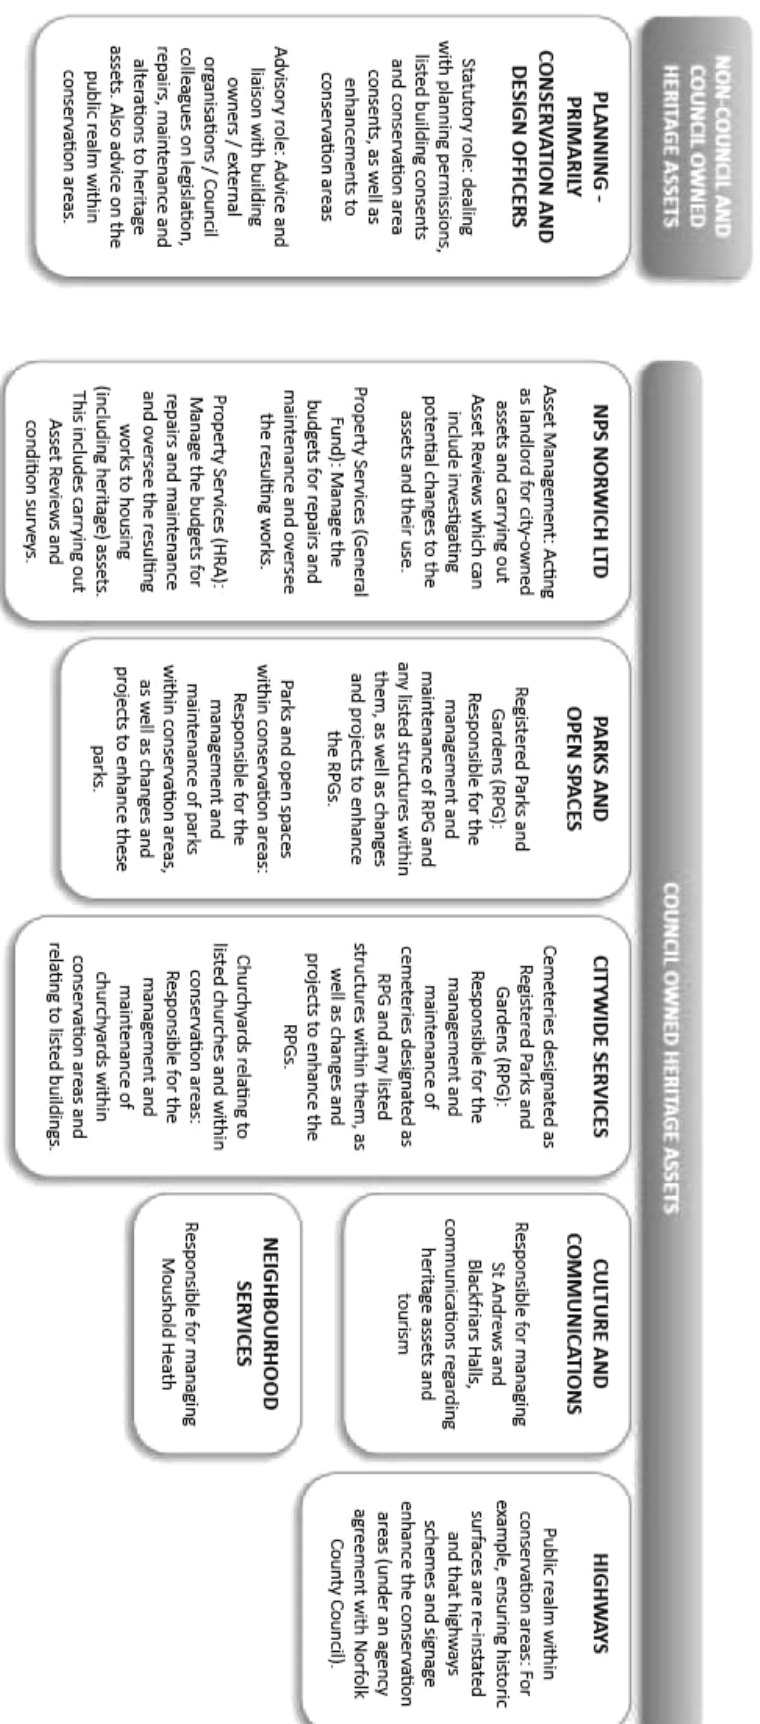 NON-COUNCIL AND
COUNCIL OWNED
HERITAGE ASSETS
PLANNING -
PRIMARILY
CONSERVATION AND
DESIGN OFFICERS
Statutory role: dealing
with planning permissions,
listed building consents
and conservation area
consents, as well as
enhancements to
conservation areas
Advisory role: Advice and
liaison with building
owners / external
organisations / Council
colleagues on legislation,
repairs, maintenance and
alterations to heritage
assets. Also advice on the
public realm within
conservation areas.
COUNCIL OWNED HERITAGE ASSETS
NPS NORWICH LTD
Asset Management: Acting
as landlord for city-owned
assets and carrying out
Asset Reviews which can
include investigating
potential changes to the
assets and their use.
Property Services (General
Fund): Manage the
budgets for repairs and
maintenance and oversee
the resulting works.
Property Services (HRA):
Manage the budgets for
repairs and maintenance
and oversee the resulting
works to housing
(including heritage) assets.
This includes carrying out
Asset Reviews and
condition surveys.
PARKS AND
OPEN SPACES
Registered Parks and
Gardens (RPG):
Responsible for the
management and
maintenance of RPG and
any listed structures within
them, as well as changes
and projects to enhance
the RPGs.
Parks and open spaces
within conservation areas:
Responsible for the
management and
maintenance of parks
within conservation areas,
as well as changes and
projects to enhance these
parks.
CITYWIDE SERVICES
Cemeteries designated as
Registered Parks and
Gardens (RPG):
Responsible for the
management and
maintenance of
cemeteries designated as
RPG and any listed
structures within them, as
well as changes and
projects to enhance the
RPGs.
Churchyards relating to
listed churches and within
conservation areas:
Responsible for the
management and
maintenance of
churchyards within
conservation areas and
relating to listed buildings.
CULTURE AND
COMMUNICATIONS
Responsible for managing
St Andrews and
Blackfriars Halls,
communications regarding
heritage assets and
tourism
NEIGHBOURHOOD
SERVICES
Responsible for managing
Moushold Heath
HIGHWAYS
Public realm within
conservation areas: For
example, ensuring historic
surfaces are re-instated
and that highways
schemes and signage
enhance the conservation
areas (under an agency
agreement with Norfolk
County Council).